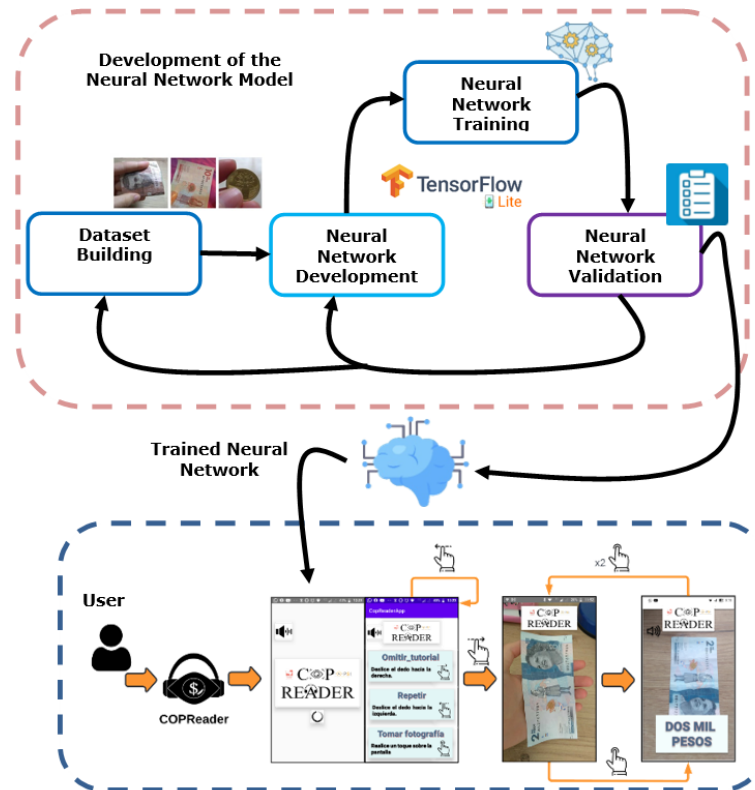 Development of the
Neural Network Model
Neural
Network
Training
TensorFlow
Lite
Dataset
Building
Neural
Network
Development
Neural
Network
Validation
Trained Neural
Network
User
COPReader
COP
READER
CopReaderApp
COP
READER
Omitir_tutorial
Deslice el dedo hacia la
derecha.
Repetir
Deslice el dedo hacia la
izquierda.
Tomar fotografía
Realice un toque sobre la
pantalla
COP
READER
x2
COP
READER
2
DOS MIL
PESOS